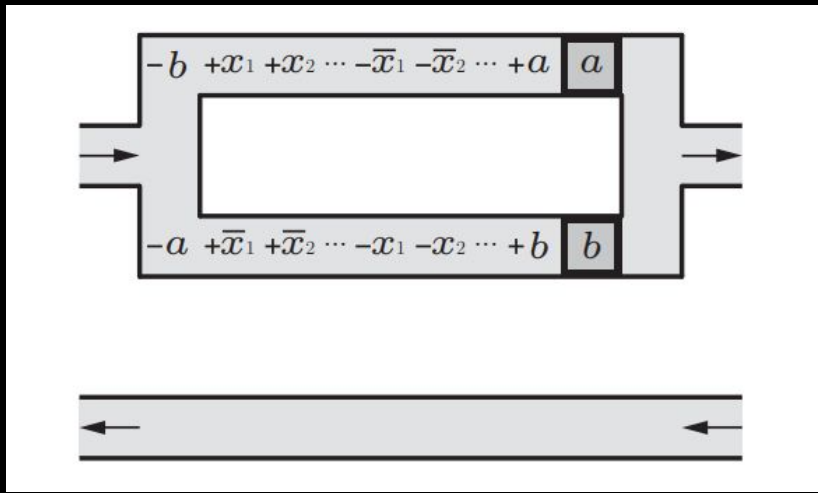 −b +x₁ +x₂ ··· −x̅₁ −x̅₂ ··· +a a
−a +x̅₁ +x̅₂ ··· −x₁ −x₂ ··· +b b